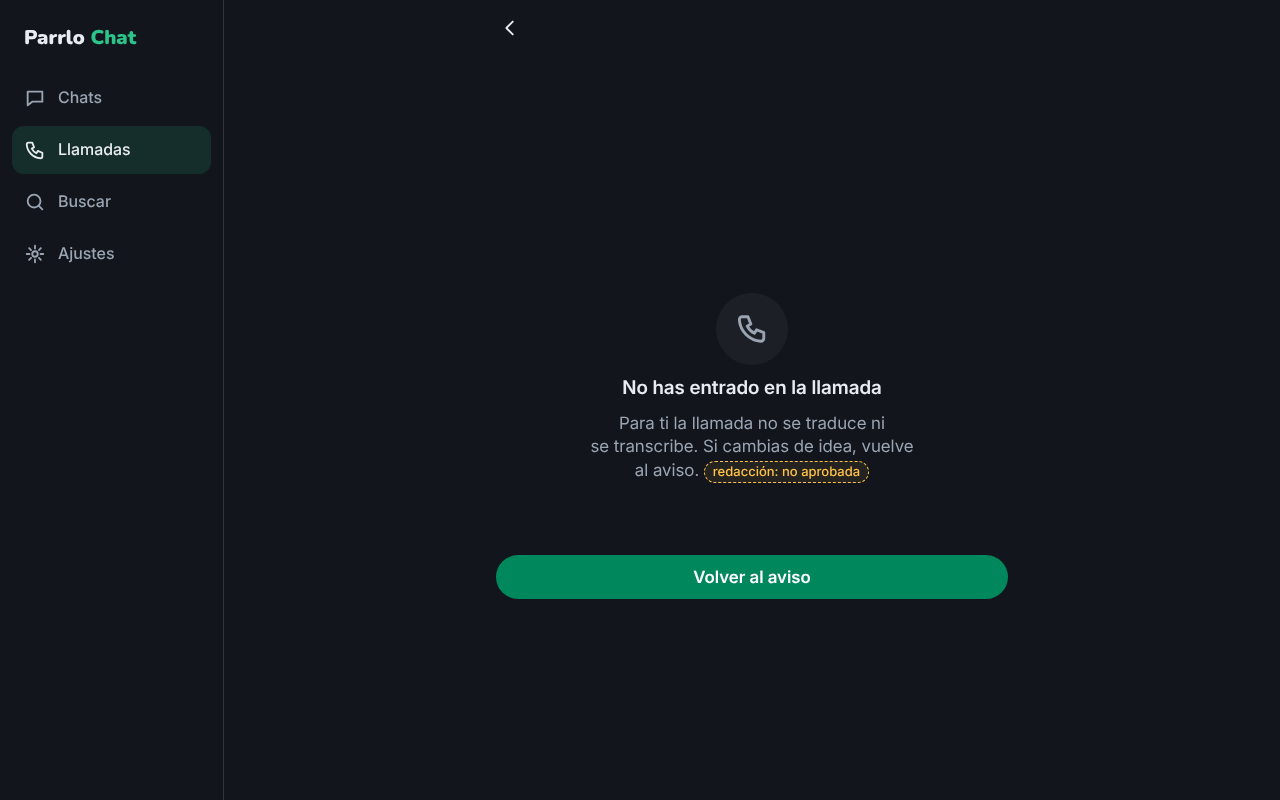 Parrlo Chat
Chats
Llamadas
Buscar
Ajustes
No has entrado en la llamada
Para ti la llamada no se traduce ni
se transcribe. Si cambias de idea, vuelve
al aviso. redacción: no aprobada
Volver al aviso